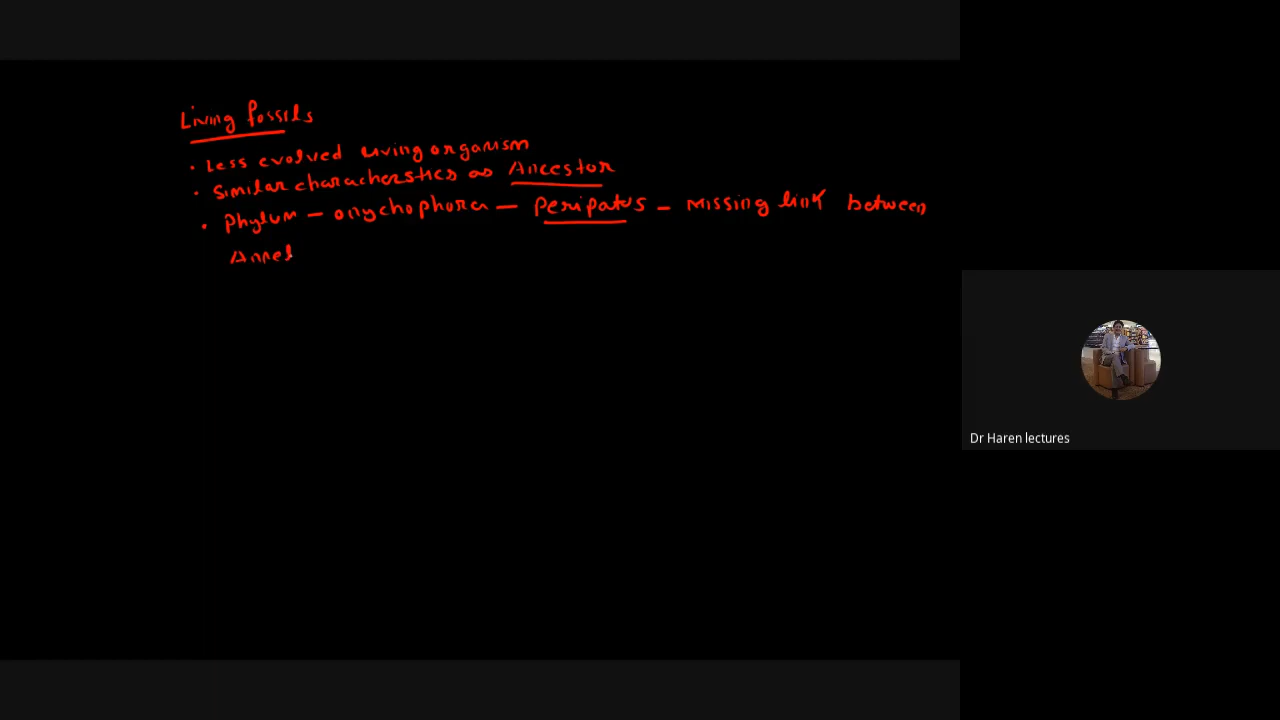 Living fossils
• Less evolved living organism
• Similar characterstics as Ancestor
• Phylum – onychophora – Peripatus – Missing link between
Annel
Dr Haren lectures